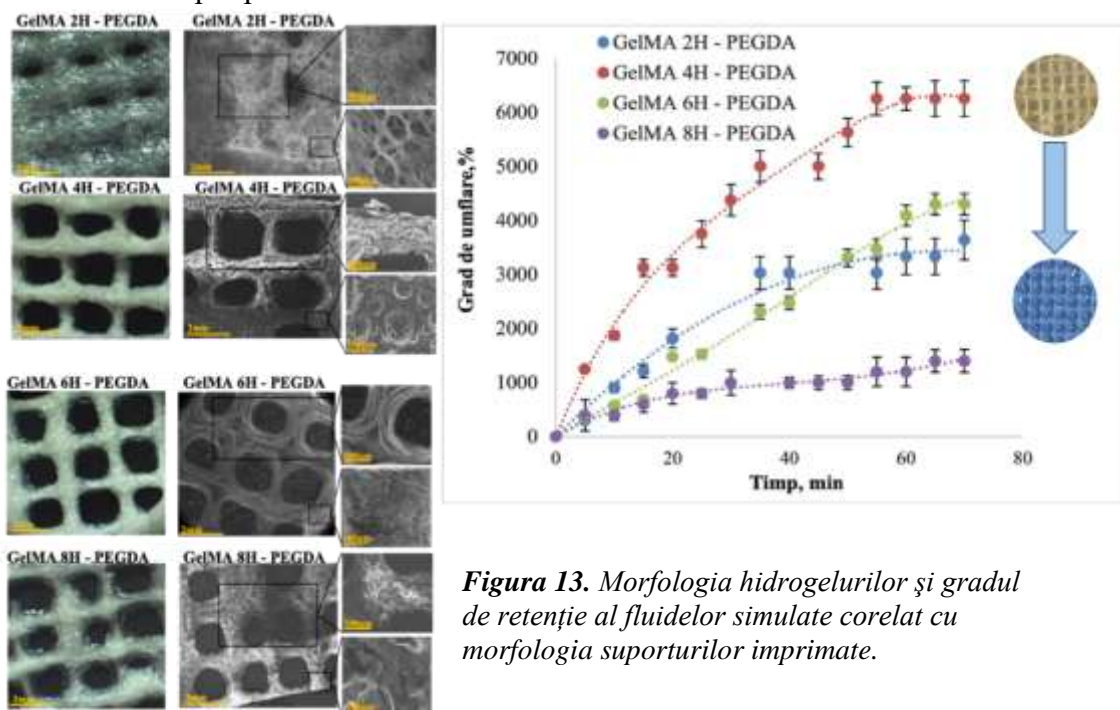 GelMA 2H - PEGDA
GelMA 2H - PEGDA
GelMA 4H - PEGDA
GelMA 4H - PEGDA
GelMA 6H - PEGDA
GelMA 6H - PEGDA
GelMA 8H - PEGDA
GelMA 8H - PEGDA
GelMA 2H - PEGDA
GelMA 4H - PEGDA
GelMA 6H - PEGDA
GelMA 8H - PEGDA
Grad de umflare,%
7000
6000
5000
4000
3000
2000
1000
0
0
20
40
60
80
Timp, min
Figura 13. Morfologia hidrogelurilor şi gradul
de retenție al fluidelor simulate corelat cu
morfologia suporturilor imprimate.